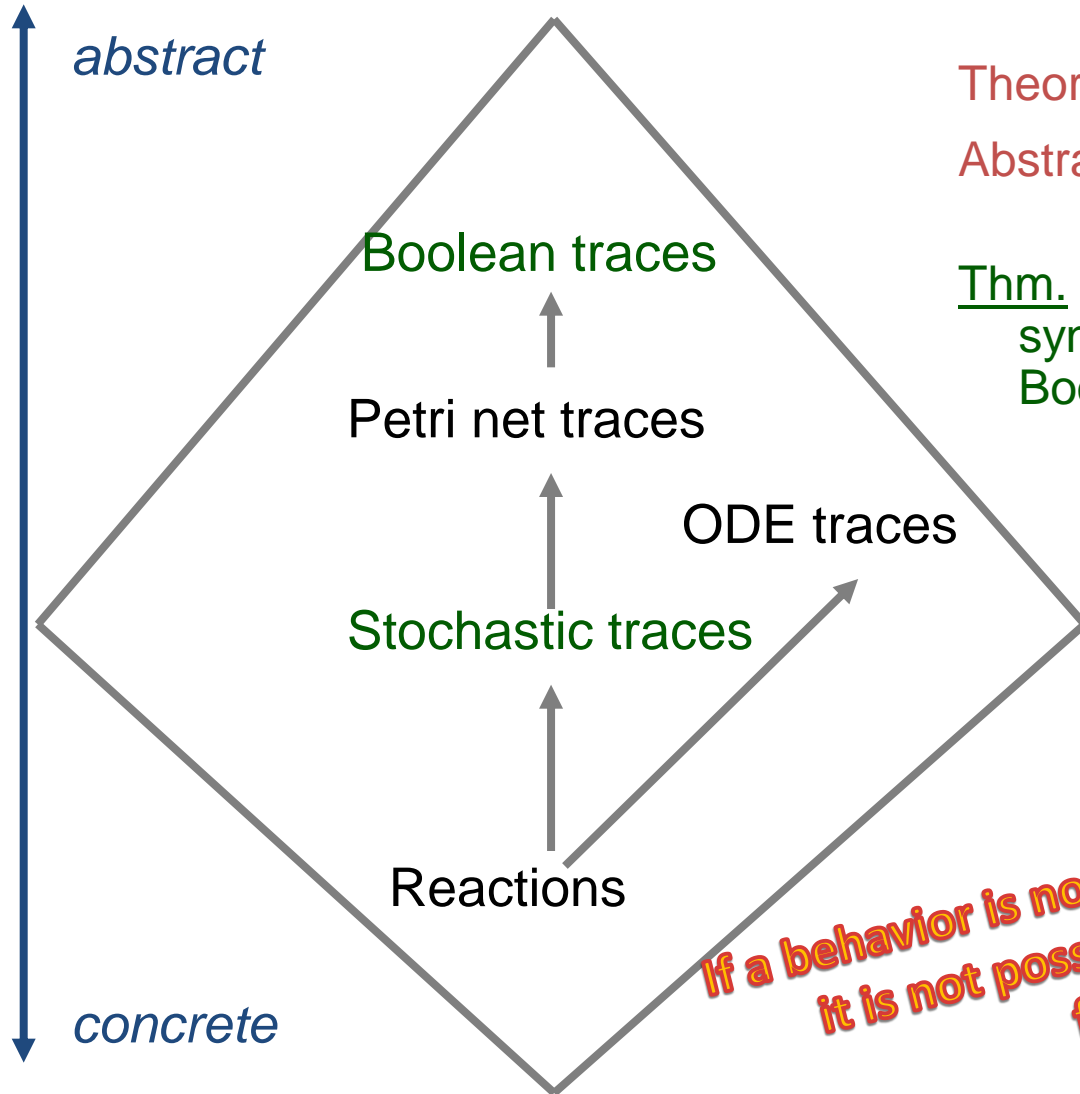 abstract
Theor
Abstra
Boolean traces
Thm.
syn
Boo
Petri net traces
ODE traces
Stochastic traces
Reactions
If a behavior is no
it is not poss
concrete